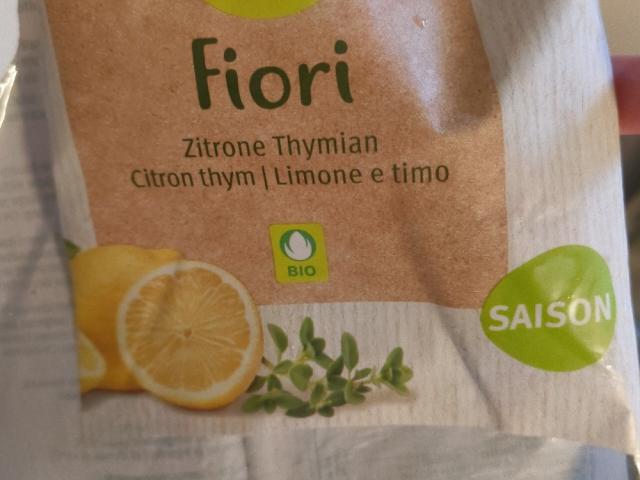 Fiori
Zitrone Thymian
Citron thym | Limone e timo
BIO
SAISON